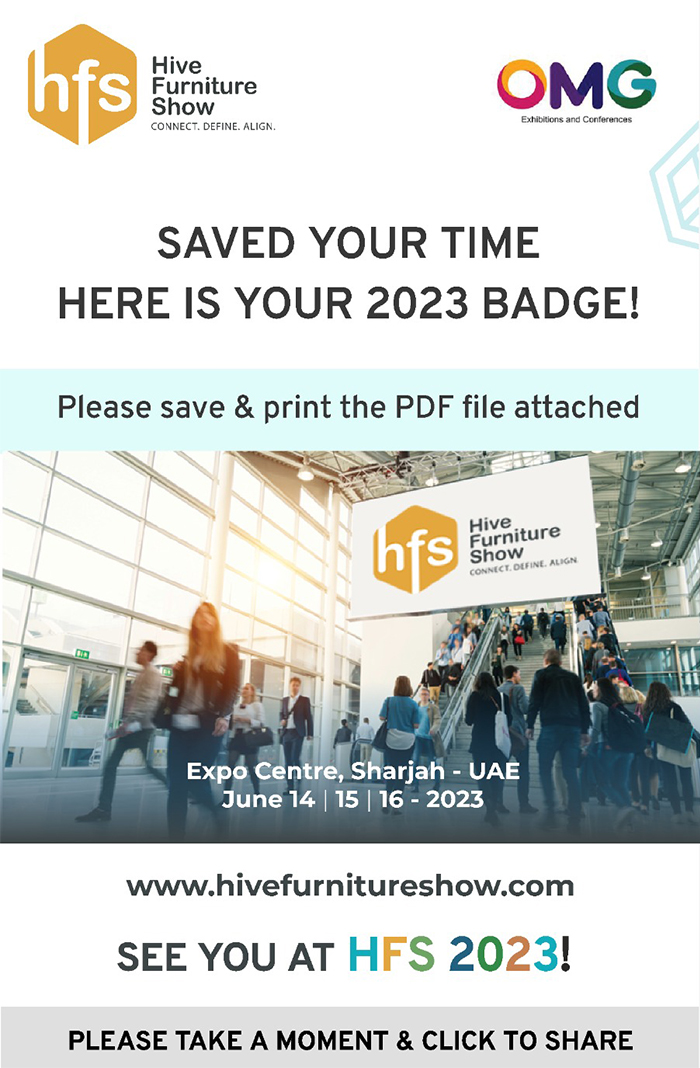 hfs
Hive
Furniture
Show
CONNECT. DEFINE. ALIGN.
OMG
Exhibitions and Conferences
SAVED YOUR TIME
HERE IS YOUR 2023 BADGE!
Please save & print the PDF file attached
hfs
Hive
Furniture
Show
CONNECT. DEFINE. ALIGN.
Expo Centre, Sharjah - UAE
June 14 | 15 | 16 - 2023
www.hivefurnitureshow.com
SEE YOU AT HFS 2023!
PLEASE TAKE A MOMENT & CLICK TO SHARE